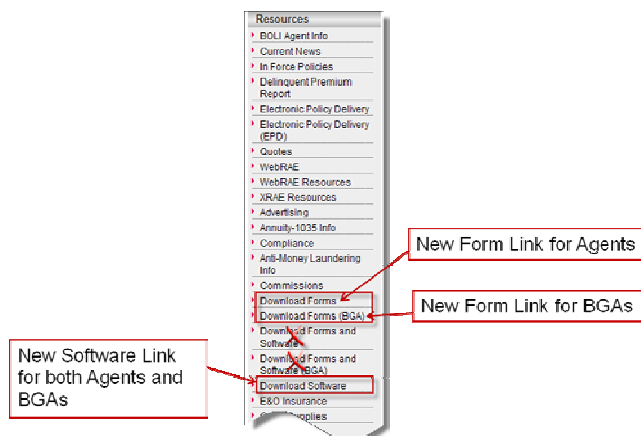 Resources
BOLI Agent Info
Current News
In Force Policies
Delinquent Premium
Report
Electronic Policy Delivery
Electronic Policy Delivery
(EPD)
Quotes
WebRAE
WebRAE Resources
XRAE Resources
Advertising
Annuity-1035 Info
Compliance
Anti-Money Laundering
Info
Commissions
Download Forms
Download Forms (BGA)
Download Forms and
Software
Download Forms and
Software (BGA)
Download Software
E&O Insurance
Supplies
New Form Link for Agents
New Form Link for BGAs
New Software Link
for both Agents and
BGAs